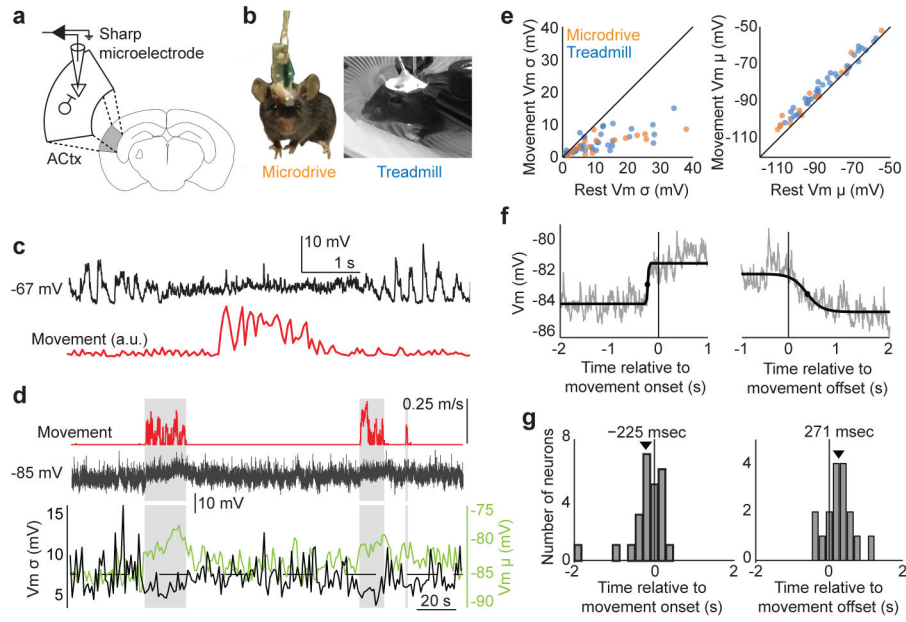 a
Sharp
microelectrode
ACtx
b
Microdrive
Treadmill
c
10 mV
1 s
-67 mV
Movement (a.u.)
d
0.25 m/s
Movement
-85 mV
10 mV
Vm σ (mV)
15
10
5
-75
-80
-85
-90
Vm μ (mV)
20 s
e
Microdrive
Treadmill
Movement Vm σ (mV)
40
30
20
10
0
0 10 20 30 40
Rest Vm σ (mV)
Movement Vm μ (mV)
-50
-70
-90
-110
-110 -90 -70 -50
Rest Vm μ (mV)
f
Vm (mV)
-80
-82
-84
-86
-2 -1 0 1
Time relative to
movement onset (s)
-1 0 1 2
Time relative to
movement offset (s)
g
Number of neurons
8
6
4
2
0
−225 msec
-2 0 2
Time relative to
movement onset (s)
271 msec
4
2
0
-2 0 2
Time relative to
movement offset (s)